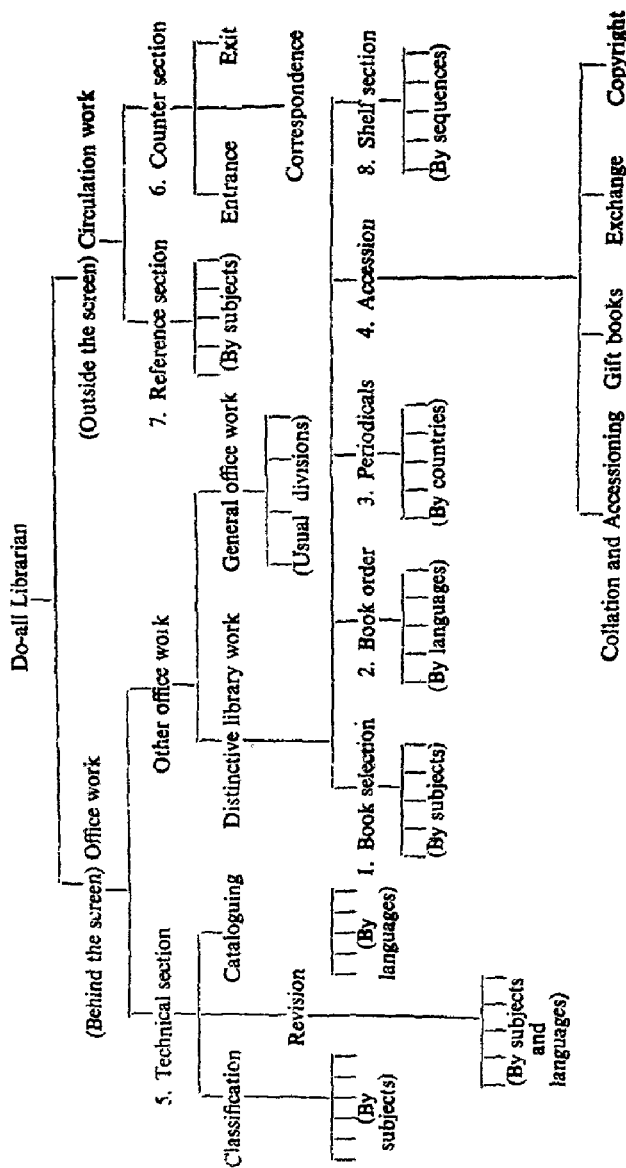 Do-all Librarian
(Behind the screen) Office work
(Outside the screen) Circulation work
5. Technical section
Other office work
7. Reference section
6. Counter section
Classification
Revision
Cataloguing
Distinctive library work
General office work
(By subjects)
Entrance
Exit
Correspondence
(By
subjects)
(By subjects
and
languages)
(By
languages)
(Usual divisions)
1. Book selection
2. Book order
3. Periodicals
4. Accession
8. Shelf section
(By subjects)
(By languages)
(By countries)
(By sequences)
Collation and Accessioning
Gift books
Exchange
Copyright